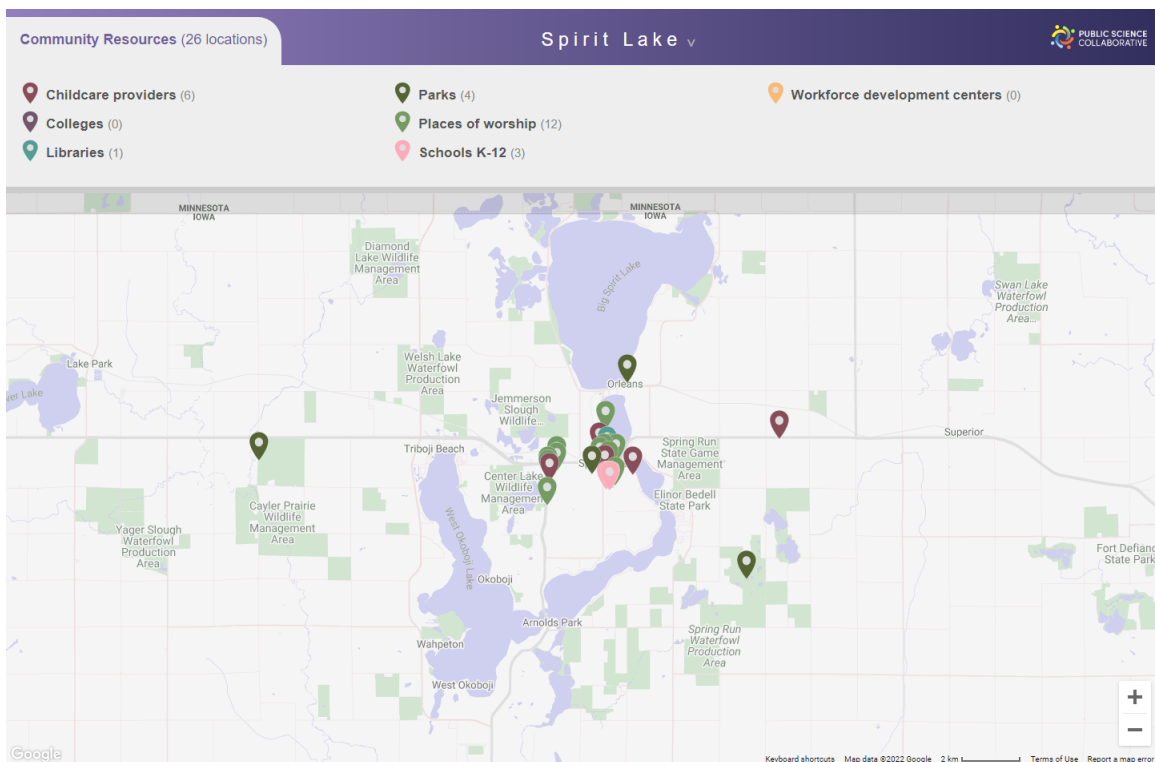 Community Resources (26 locations)
Spirit Lake v
PUBLIC SCIENCE
COLLABORATIVE
Childcare providers (6)
Colleges (0)
Libraries (1)
Parks (4)
Places of worship (12)
Schools K-12 (3)
Workforce development centers (0)
MINNESOTA
IOWA
MINNESOTA
IOWA
Diamond
Lake Wildlife
Management
Area
Big Spirit Lake
Swan Lake
Waterfowl
Production
Area...
Lake Park
Welsh Lake
Waterfowl
Production
Area
Orleans
Jemmerson
Slough
Wildlife...
Superior
Triboji Beach
Spring Run
State Game
Management
Area
Center Lake
Wildlife
Management
Area
Elinor Bedell
State Park
Cayler Prairie
Wildlife
Management
Area
Yager Slough
Waterfowl
Production
Area
West Okoboji Lake
Fort Defianc
State Park
Okoboji
Arnolds Park
Spring Run
Waterfowl
Production
Area
Wahpeton
West Okoboji
Google
Keyboard shortcuts
Map data ©2022 Google
2 km
Terms of Use
Report a map error